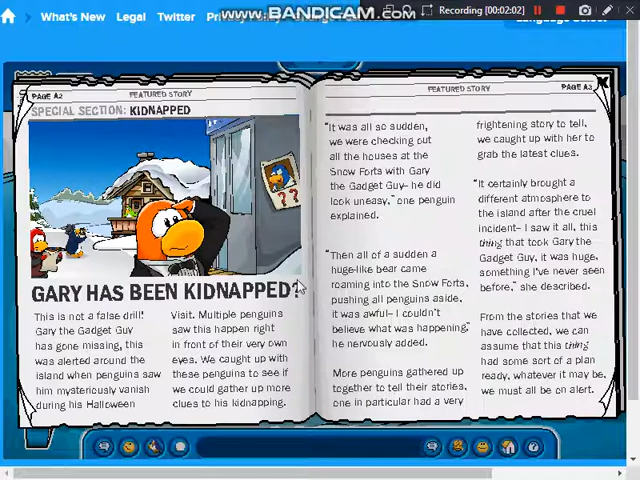 What's New
Legal
Twitter
www.BANDICAM.com
Recording [00:02:02]
PAGE A2
FEATURED STORY
SPECIAL SECTION: KIDNAPPED
??
GARY HAS BEEN KIDNAPPED?
This is not a false drill!
Gary the Gadget Guy
has gone missing, this
was alerted around the
island when penguins saw
him mysteriously vanish
during his Halloween
Visit. Multiple penguins
saw this happen right
in front of their very own
eyes. We caught up with
these penguins to see if
we could gather up more
clues to his kidnapping.
FEATURED STORY
PAGE A3
"It was all so sudden,
we were checking out
all the houses at the
Snow Forts with Gary
the Gadget Guy- he did
look uneasy," one penguin
explained.
"Then all of a sudden a
huge-like bear came
roaming into the Snow Forts,
pushing all penguins aside,
it was awful- I couldn't
believe what was happening,"
he nervously added.
More penguins gathered up
together to tell their stories,
one in particular had a very
frightening story to tell,
we caught up with her to
grab the latest clues.
"It certainly brought a
different atmosphere to
the island after the cruel
incident- I saw it all, this
thing that took Gary the
Gadget Guy, it was huge,
something I've never seen
before," she described.
From the stories that we
have collected, we can
assume that this thing
had some sort of a plan
ready, whatever it may be,
we must all be on alert.